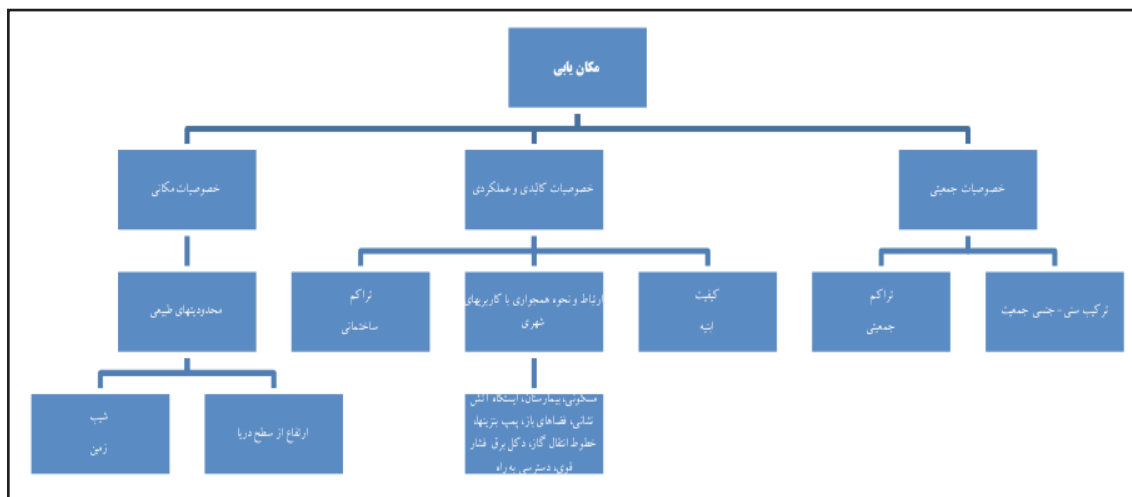 مکان یابی
خصوصیات جمعیتی
خصوصیات کالبدی و عملکردی
خصوصیات مکانی
ترکیب سنی - جنسی جمعیت
تراکم
جمعیتی
کیفیت
ابنیه
ارتباط و نحوه همجواری با کاربریهای
شهری
تراکم
ساختمانی
محدودیتهای طبیعی
مسکونی، بیمارستان، ایستگاه آتش
نشانی، فضاهای باز، پمپ بنزینها،
خطوط انتقال گاز، دکل برق فشار
قوی، دسترسی به راه
ارتفاع از سطح دریا
شیب
زمین